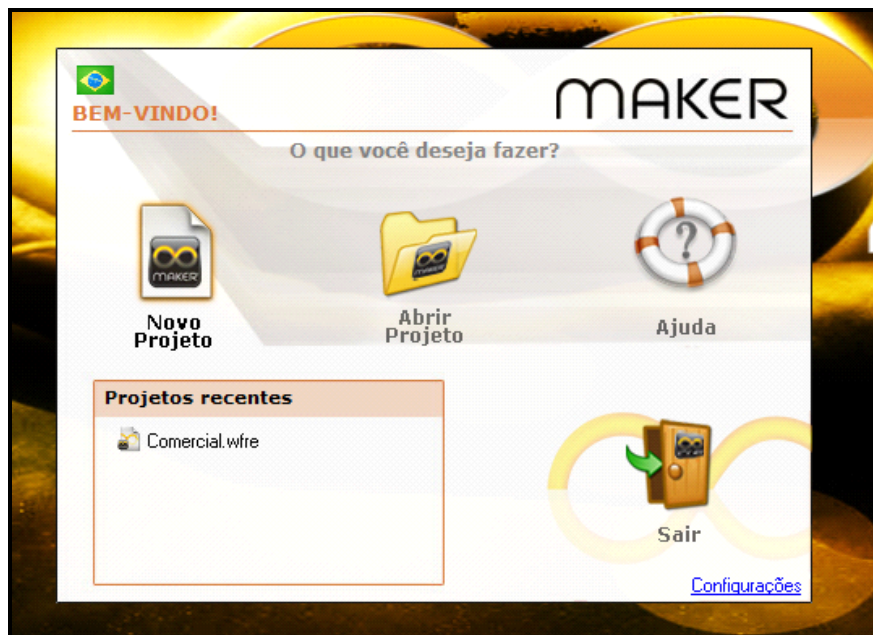 MAKER
BEM-VINDO!
O que você deseja fazer?
MAKER
MAKER
Novo
Projeto
Abrir
Projeto
Ajuda
Projetos recentes
Comercial.wfre
Sair
Configurações